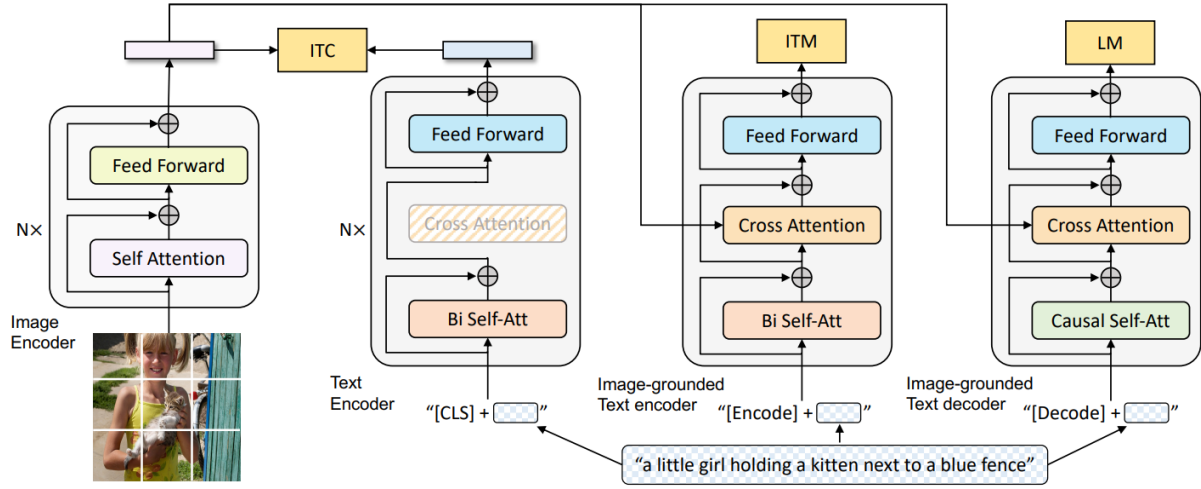 ITC
ITM
LM
Feed Forward
Self Attention
N×
Image
Encoder
Feed Forward
Cross Attention
Bi Self-Att
N×
Text
Encoder
"[CLS] + "
Feed Forward
Cross Attention
Bi Self-Att
Image-grounded
Text encoder
"[Encode] + "
Feed Forward
Cross Attention
Causal Self-Att
Image-grounded
Text decoder
"[Decode] + "
"a little girl holding a kitten next to a blue fence"